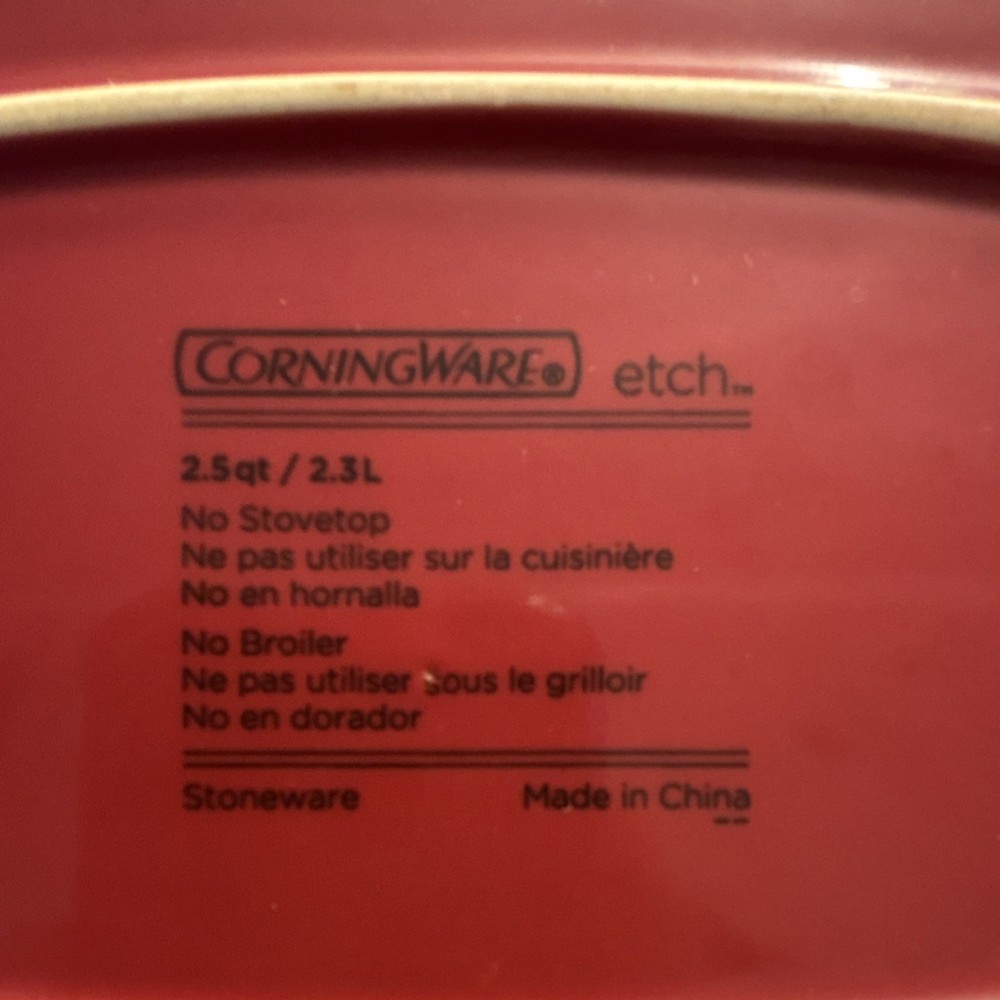 CORNINGWARE® etch™
2.5qt / 2.3L
No Stovetop
Ne pas utiliser sur la cuisinière
No en hornalla
No Broiler
Ne pas utiliser sous le grilloir
No en dorador
Stoneware Made in China